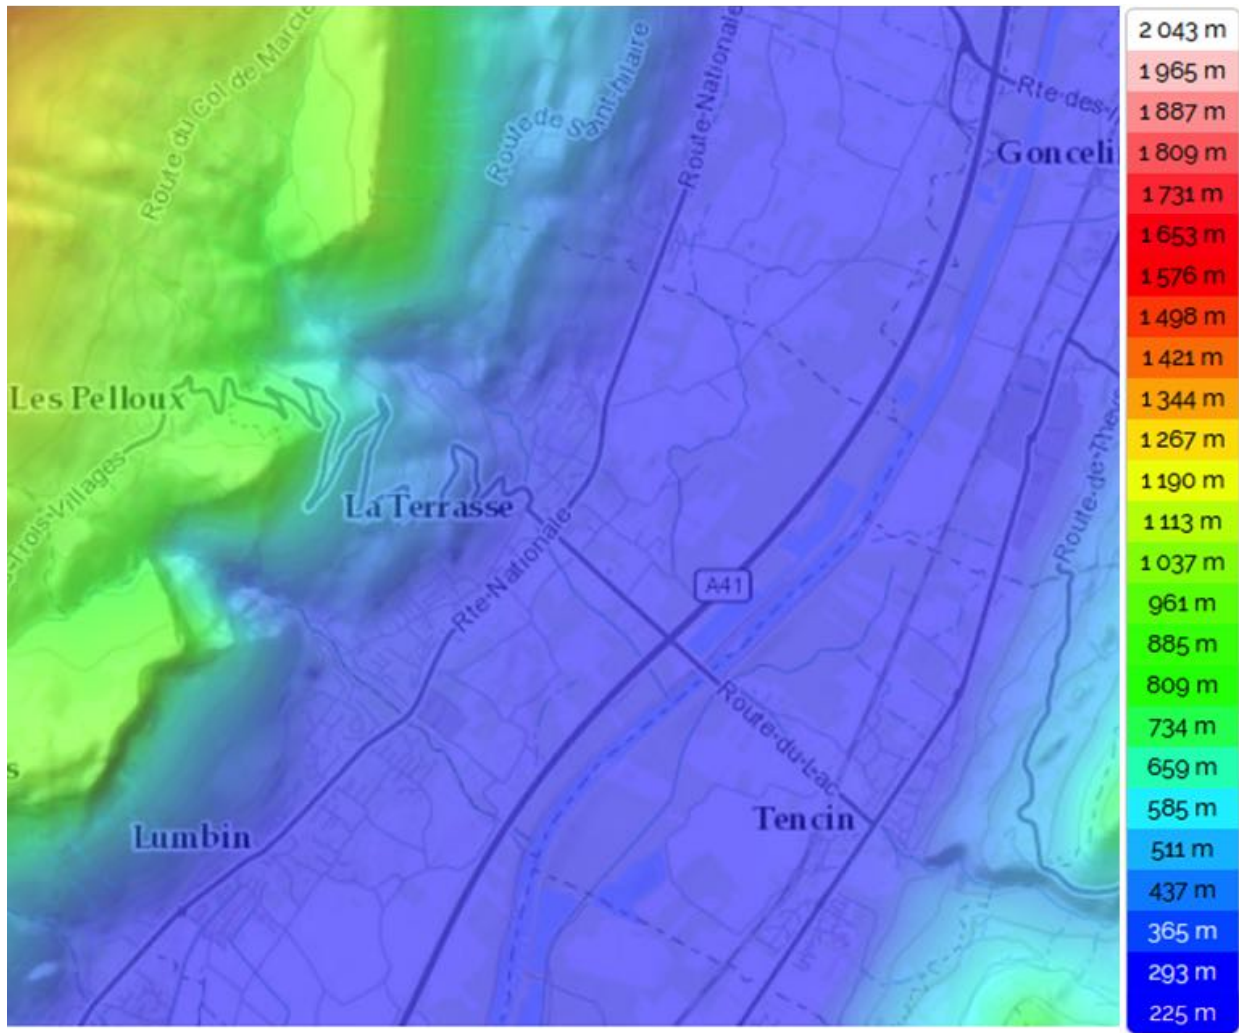 Route du Col de Marcie
Route de Saint-hilaire
Route-Nationale
Rte-des-
Goncelin
Les Pelloux
-Trois-Villages
La Terrasse
Rte-Nationale
A41
Route-de-Theys
Route-du-Lac
Tencin
Lumbin
s
2 043 m
1 965 m
1 887 m
1 809 m
1 731 m
1 653 m
1 576 m
1 498 m
1 421 m
1 344 m
1 267 m
1 190 m
1 113 m
1 037 m
961 m
885 m
809 m
734 m
659 m
585 m
511 m
437 m
365 m
293 m
225 m